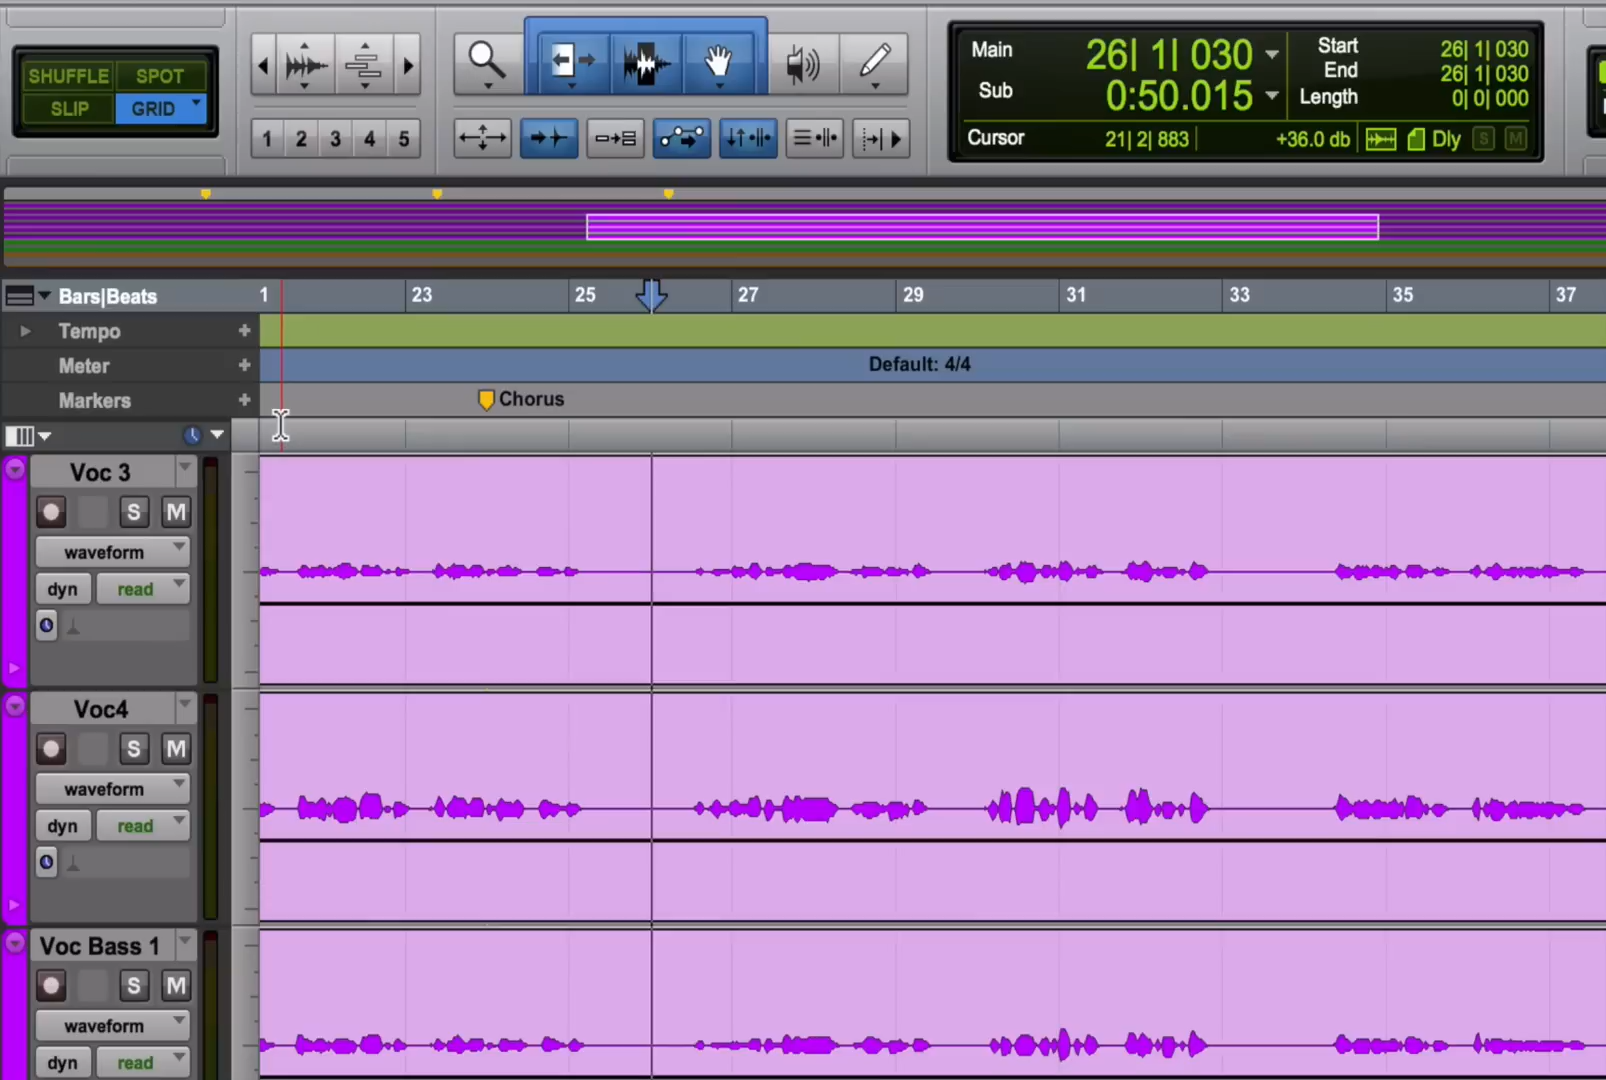 SHUFFLE SPOT
SLIP GRID
1 2 3 4 5
Main 26| 1| 030
Sub 0:50.015
Start 26| 1| 030
End 26| 1| 030
Length 0| 0| 000
Cursor 21| 2| 883 +36.0 db Dly S M
Bars|Beats 1 23 25 27 29 31 33 35 37
Tempo +
Meter + Default: 4/4
Markers + Chorus
Voc 3
S M
waveform
dyn read
Voc4
S M
waveform
dyn read
Voc Bass 1
S M
waveform
dyn read